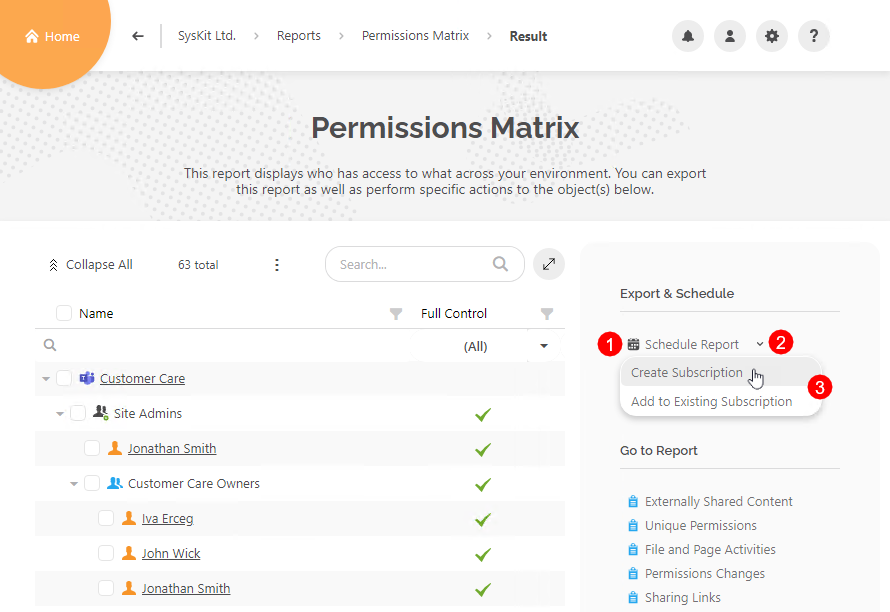 Home
SysKit Ltd. > Reports > Permissions Matrix > Result
?
Permissions Matrix
This report displays who has access to what across your environment. You can export
this report as well as perform specific actions to the object(s) below.
Collapse All 63 total Search...
Name Full Control
(All)
Customer Care
Site Admins
Jonathan Smith
Customer Care Owners
Iva Erceg
John Wick
Jonathan Smith
Export & Schedule
1 Schedule Report 2
Create Subscription
3
Add to Existing Subscription
Go to Report
Externally Shared Content
Unique Permissions
File and Page Activities
Permissions Changes
Sharing Links